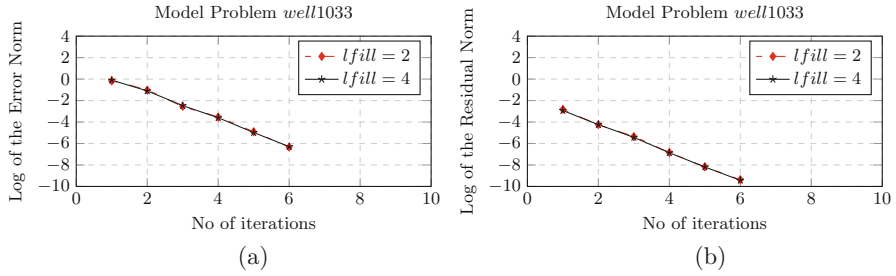 Model Problem well1033
Log of the Error Norm
4
2
0
−2
−4
−6
−8
−10
0
2
4
6
8
10
No of iterations
lfill = 2
lfill = 4
(a)
Model Problem well1033
Log of the Residual Norm
4
2
0
−2
−4
−6
−8
−10
0
2
4
6
8
10
No of iterations
lfill = 2
lfill = 4
(b)